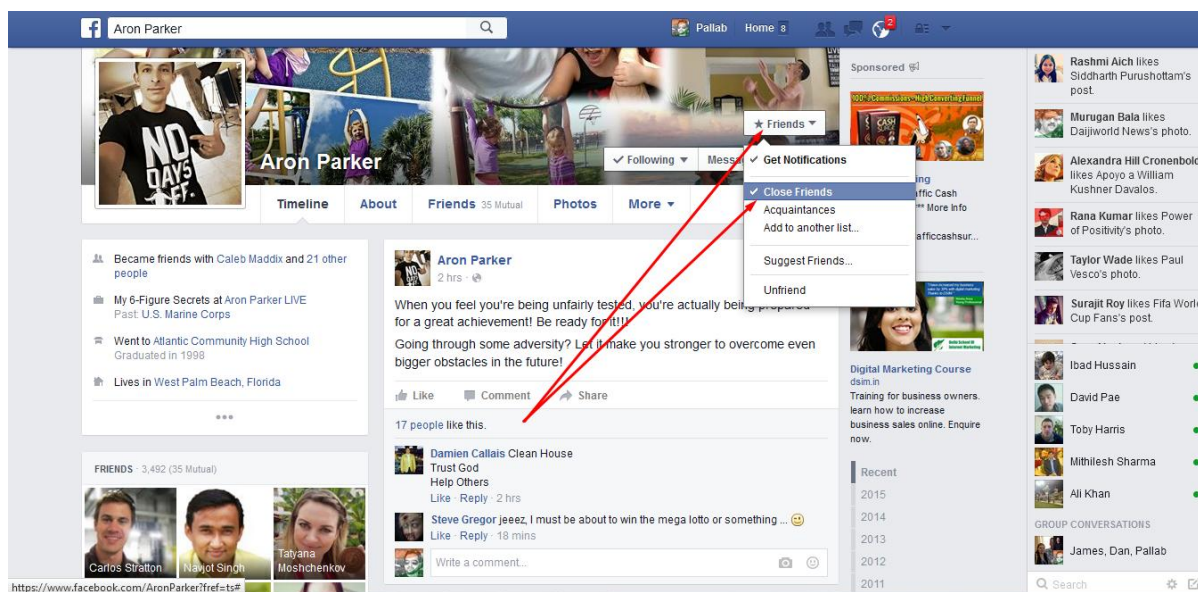 Aron Parker
Pallab
Home 8
2
NO
DAYS
OFF.
Aron Parker
★ Friends
Following
Get Notifications
Close Friends
Acquaintances
Add to another list...
Suggest Friends...
Unfriend
Timeline
About
Friends 35 Mutual
Photos
More
Became friends with Caleb Maddix and 21 other
people
My 6-Figure Secrets at Aron Parker LIVE
Past: U.S. Marine Corps
Went to Atlantic Community High School
Graduated in 1998
Lives in West Palm Beach, Florida
FRIENDS · 3,492 (35 Mutual)
Carlos Stratton
Navjot Singh
Tatyana
Moshchenkov
https://www.facebook.com/AronParker?fref=ts#
Aron Parker
2 hrs ·
When you feel you're being unfairly tested, you're actually being prepared
for a great achievement! Be ready for it!!!
Going through some adversity? Let it make you stronger to overcome even
bigger obstacles in the future!
Like
Comment
Share
17 people like this.
Damien Callais Clean House
Trust God
Help Others
Like · Reply · 2 hrs
Steve Gregor jeeez, I must be about to win the mega lotto or something ...
Like · Reply · 18 mins
Write a comment...
Sponsored
CASH
More Info
Digital Marketing Course
dsim.in
Training for business owners.
learn how to increase
business sales online. Enquire
now.
Recent
2015
2014
2013
2012
2011
Rashmi Aich likes
Siddharth Purushottam's
post.
Murugan Bala likes
Daijiworld News's photo.
Alexandra Hill Cronenbold
likes Apoyo a William
Kushner Davalos.
Rana Kumar likes Power
of Positivity's photo.
Taylor Wade likes Paul
Vesco's photo.
Surajit Roy likes Fifa World
Cup Fans's post.
Ibad Hussain
David Pae
Toby Harris
Mithilesh Sharma
Ali Khan
GROUP CONVERSATIONS
James, Dan, Pallab
Search